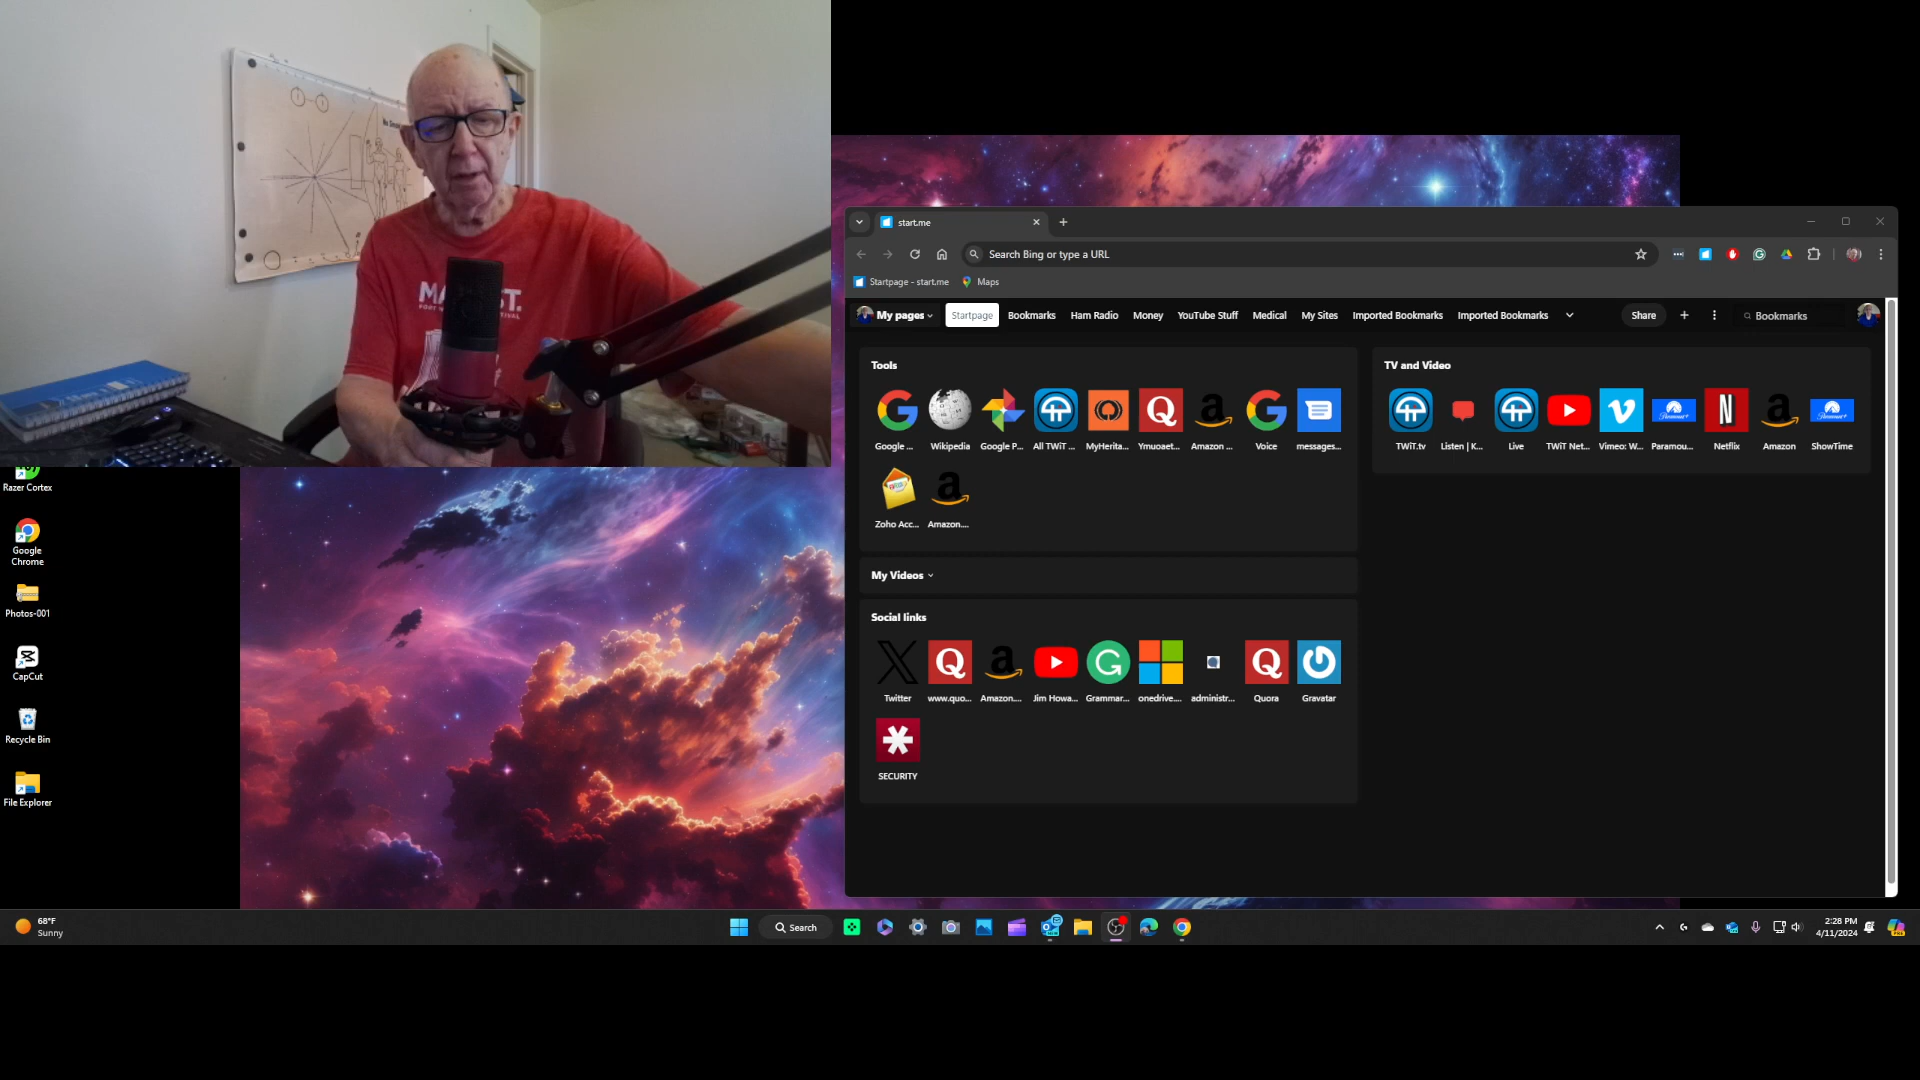 start.me
Search Bing or type a URL
Startpage - start.me
Maps
My pages
Startpage
Bookmarks
Ham Radio
Money
YouTube Stuff
Medical
My Sites
Imported Bookmarks
Imported Bookmarks
Share
Bookmarks
Tools
Google ...
Wikipedia
Google P...
All TWiT ...
MyHerita...
Ymuoaet...
Amazon ...
Voice
messages...
Zoho Acc...
Amazon....
TV and Video
TWiT.tv
Listen | K...
Live
TWiT Net...
Vimeo: W...
Paramou...
Netflix
Amazon
ShowTime
My Videos
Social links
Twitter
www.quo...
Amazon....
Jim Howa...
Grammar...
onedrive....
administr...
Quora
Gravatar
SECURITY
Razer Cortex
Google
Chrome
Photos-001
CapCut
Recycle Bin
File Explorer
68°F
Sunny
Search
2:28 PM
4/11/2024